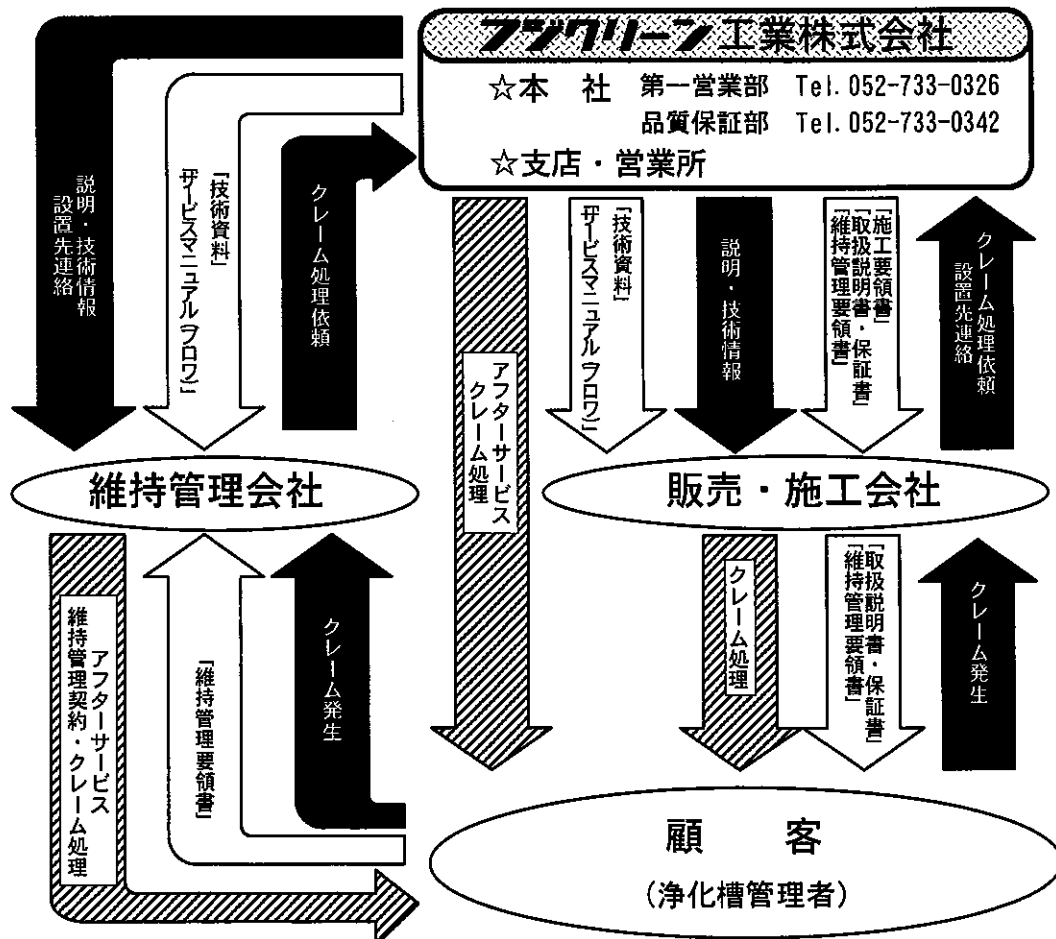 フジクリーン工業株式会社
☆本　社　第一営業部　Tel. 052-733-0326
品質保証部　Tel. 052-733-0342
☆支店・営業所
説明・技術情報
設置先連絡
「技術資料」
「サービスマニュアル(ブロワ)」
クレーム処理依頼
アフターサービス
クレーム処理
「技術資料」
「サービスマニュアル(ブロワ)」
説明・技術情報
「施工要領書」
「取扱説明書・保証書」
「維持管理要領書」
クレーム処理依頼
設置先連絡
維持管理会社
販売・施工会社
アフターサービス
維持管理契約・クレーム処理
「維持管理要領書」
クレーム発生
クレーム処理
「取扱説明書・保証書」
「維持管理要領書」
クレーム発生
顧　客
(浄化槽管理者)